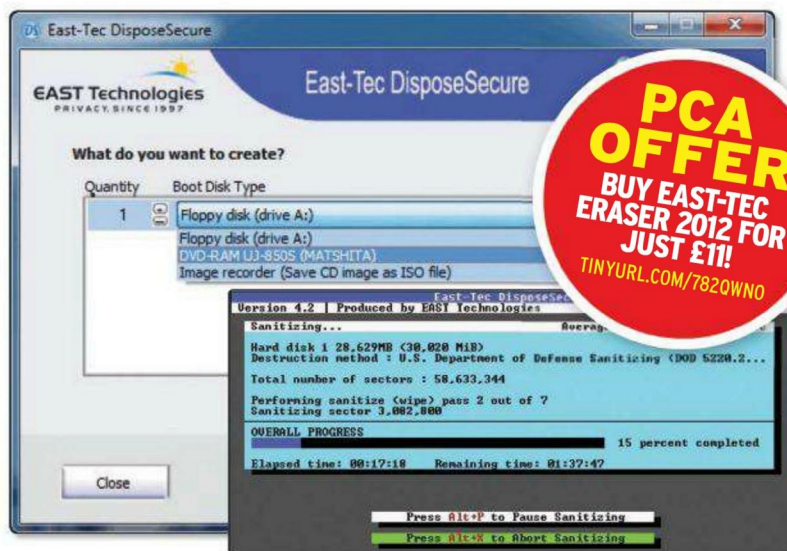 East-Tec DisposeSecure
EAST Technologies
PRIVACY, SINCE 1997
East-Tec DisposeSecure
What do you want to create?
Quantity Boot Disk Type
1 Floppy disk (drive A:)
Floppy disk (drive A:)
DVD-RAM UJ-850S (MATSHITA)
Image recorder (Save CD image as ISO file)
Close
PCA
OFFER
BUY EAST-TEC
ERASER 2012 FOR
JUST £11!
TINYURL.COM/782QWNO
East-Tec DisposeSec
Version 4.2 | Produced by EAST Technologies
Sanitizing... Averag
Hard disk 1 28,629MB (30,020 MiB)
Destruction method : U.S. Department of Defense Sanitizing (DOD 5220.2...
Total number of sectors : 58,633,344
Performing sanitize (wipe) pass 2 out of 7
Sanitizing sector 3,082,800
OVERALL PROGRESS
15 percent completed
Elapsed time: 00:17:18 Remaining time: 01:37:47
Press Alt+P to Pause Sanitizing
Press Alt+X to Abort Sanitizing